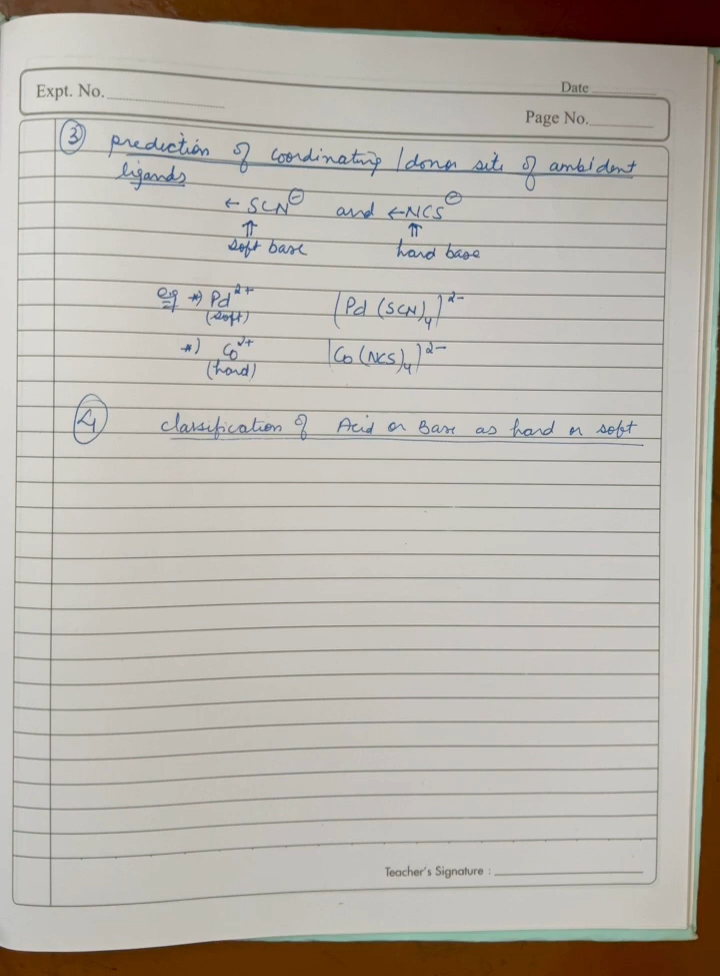 Expt. No.
Date
Page No.
③ prediction of coordinating / donor site of ambident
ligands
← SCN⊖ and ←NCS⊖
⇑ ⇑
soft base hard base
eg *) Pd²⁺ [Pd (SCN)₄]²⁻
(soft)
*) Co²⁺ [Co (NCS)₄]²⁻
(hard)
④ classification of Acid or Base as hard or soft
Teacher's Signature :